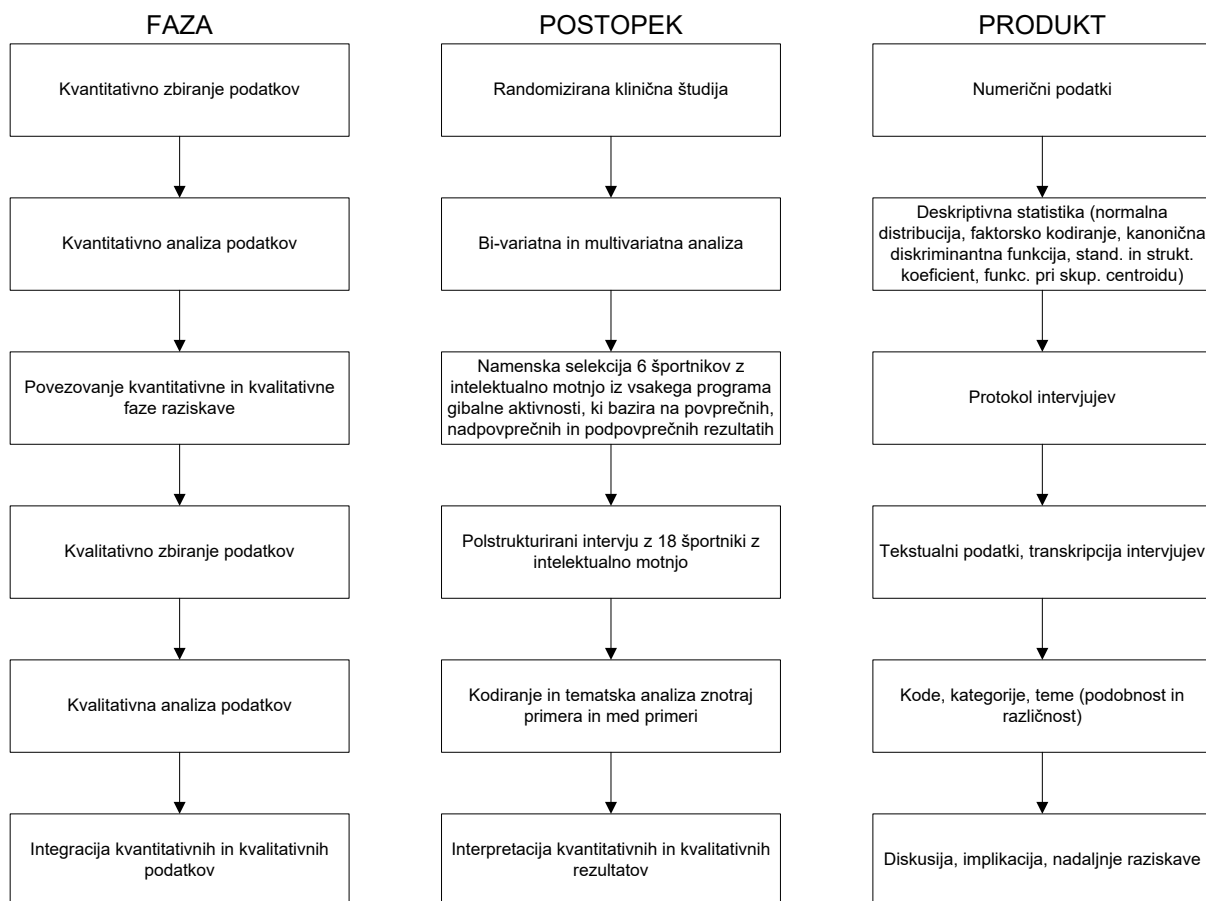 FAZA
POSTOPEK
PRODUKT
Kvantitativno zbiranje podatkov
Randomizirana klinična študija
Numerični podatki
Kvantitativno analiza podatkov
Bi-variatna in multivariatna analiza
Deskriptivna statistika (normalna
distribucija, faktorsko kodiranje, kanonična
diskriminantna funkcija, stand. in strukt.
koeficient, funkc. pri skup. centroidu)
Povezovanje kvantitativne in kvalitativne
faze raziskave
Namenska selekcija 6 športnikov z
intelektualno motnjo iz vsakega programa
gibalne aktivnosti, ki bazira na povprečnih,
nadpovprečnih in podpovprečnih rezultatih
Protokol intervjujev
Kvalitativno zbiranje podatkov
Polstrukturirani intervju z 18 športniki z
intelektualno motnjo
Tekstualni podatki, transkripcija intervjujev
Kvalitativna analiza podatkov
Kodiranje in tematska analiza znotraj
primera in med primeri
Kode, kategorije, teme (podobnost in
različnost)
Integracija kvantitativnih in kvalitativnih
podatkov
Interpretacija kvantitativnih in kvalitativnih
rezultatov
Diskusija, implikacija, nadaljnje raziskave